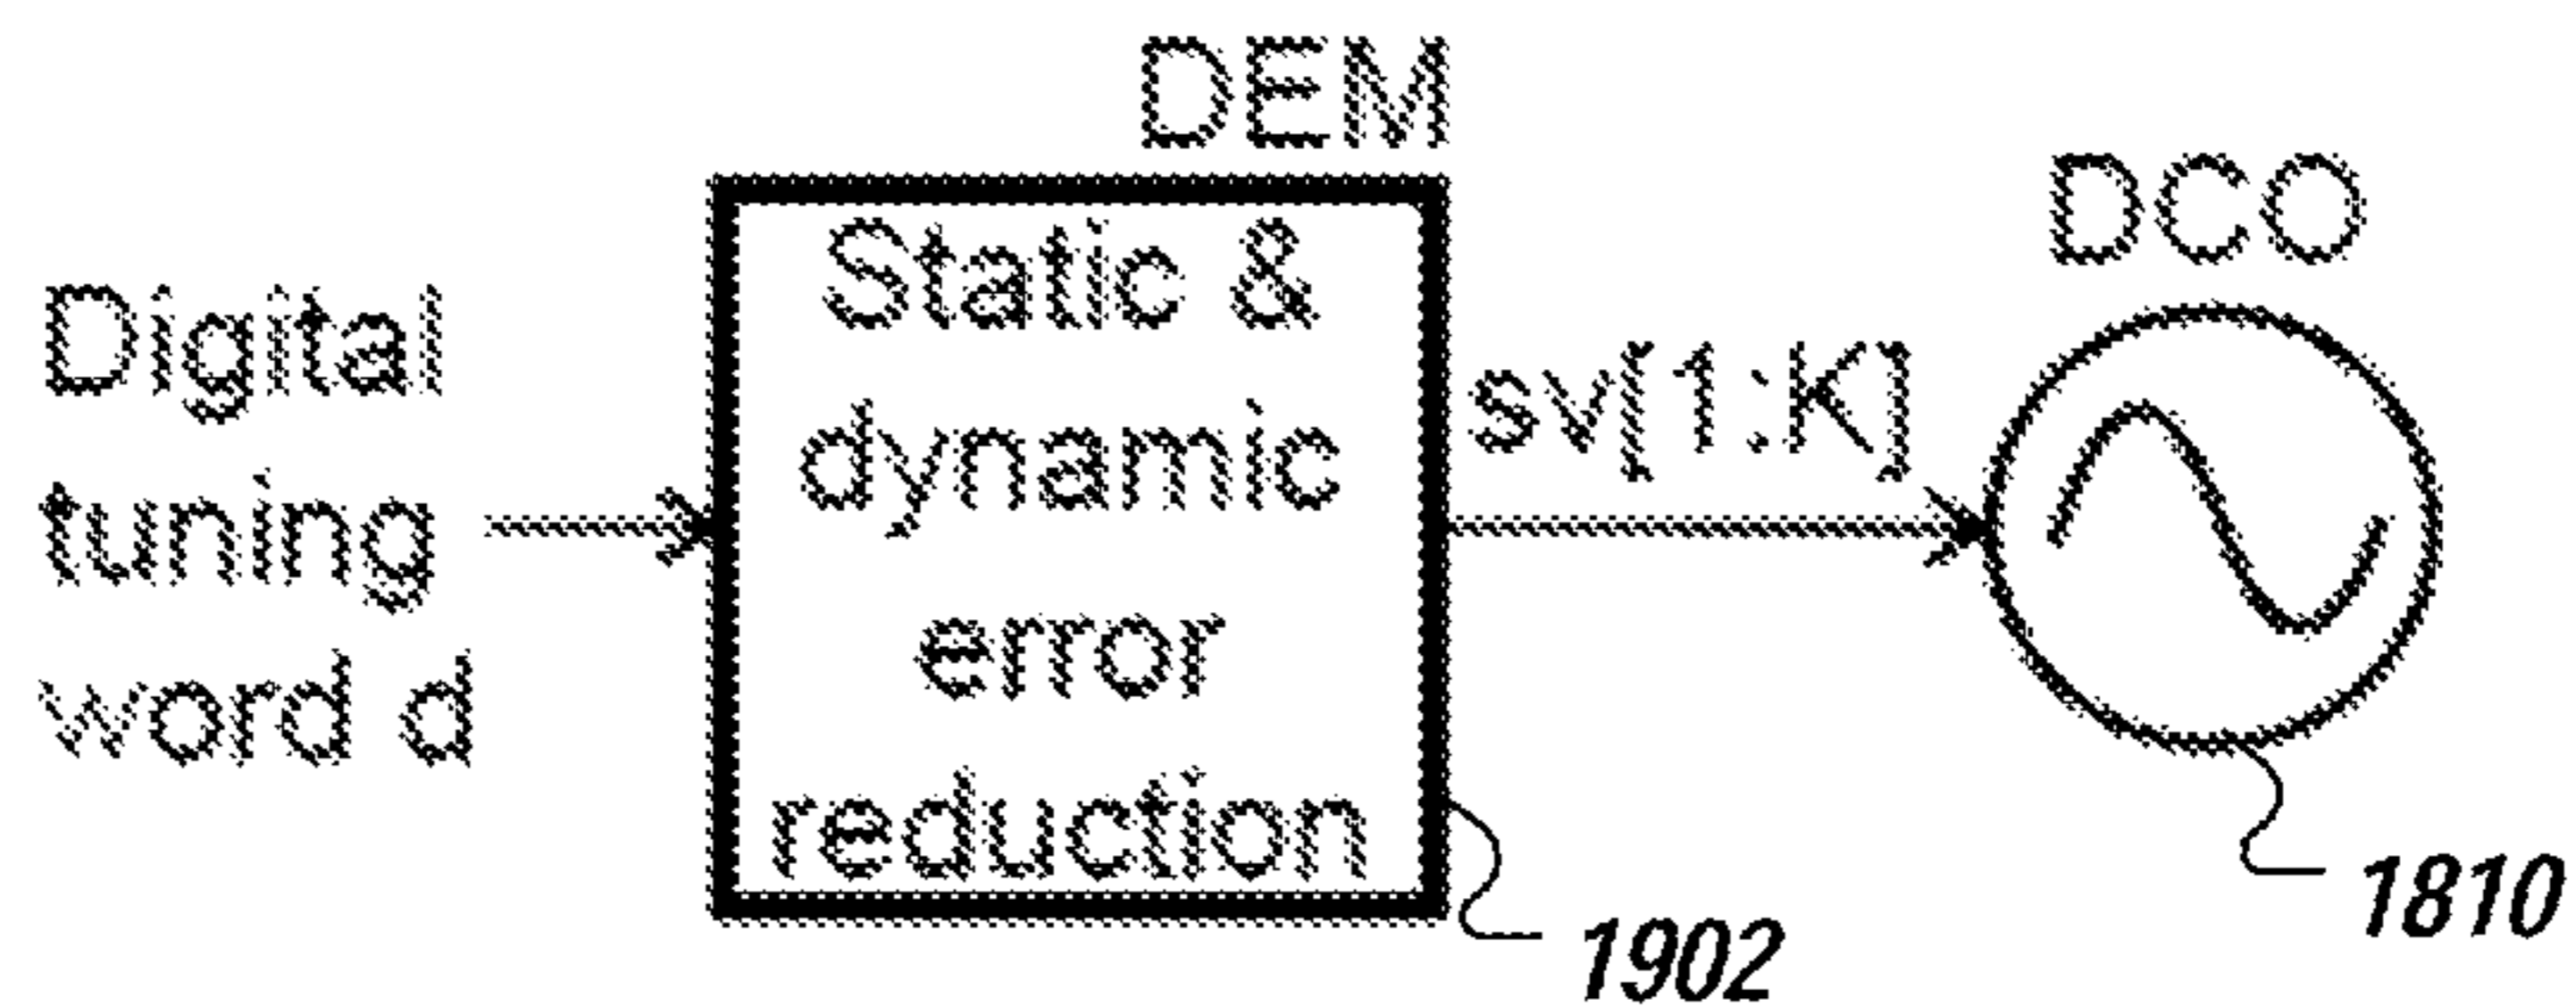 DEM
DCO
Digital
tuning
word d
Static &
dynamic
error
reduction
sv[1:K]
1902
1810